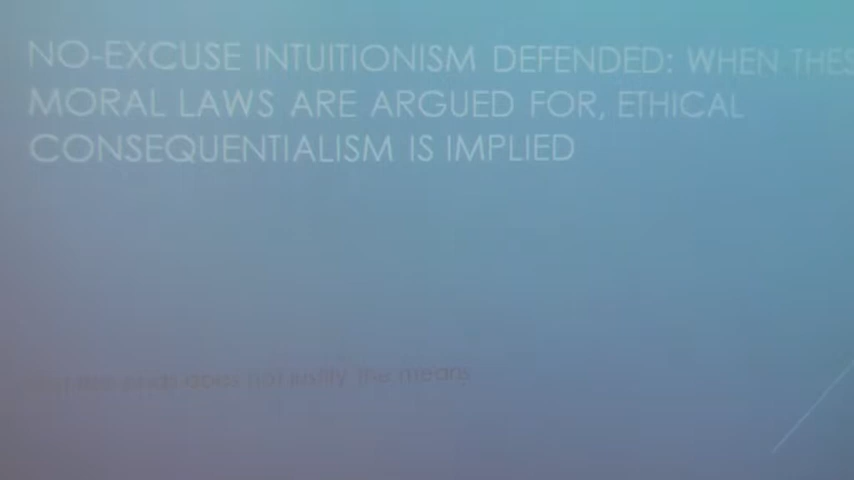 NO-EXCUSE INTUITIONISM DEFENDED: WHEN THES
MORAL LAWS ARE ARGUED FOR, ETHICAL
CONSEQUENTIALISM IS IMPLIED
does not justify the means